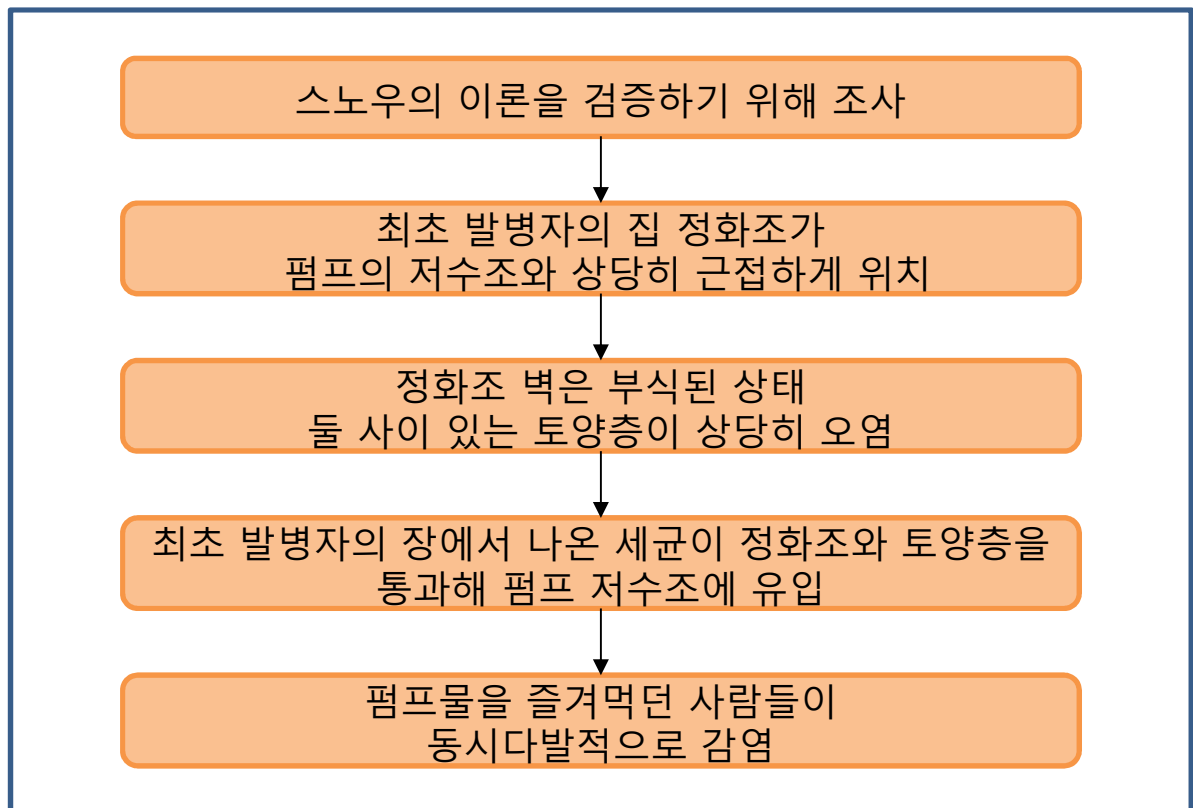 스노우의 이론을 검증하기 위해 조사
최초 발병자의 집 정화조가
펌프의 저수조와 상당히 근접하게 위치
정화조 벽은 부식된 상태
둘 사이 있는 토양층이 상당히 오염
최초 발병자의 장에서 나온 세균이 정화조와 토양층을
통과해 펌프 저수조에 유입
펌프물을 즐겨먹던 사람들이
동시다발적으로 감염